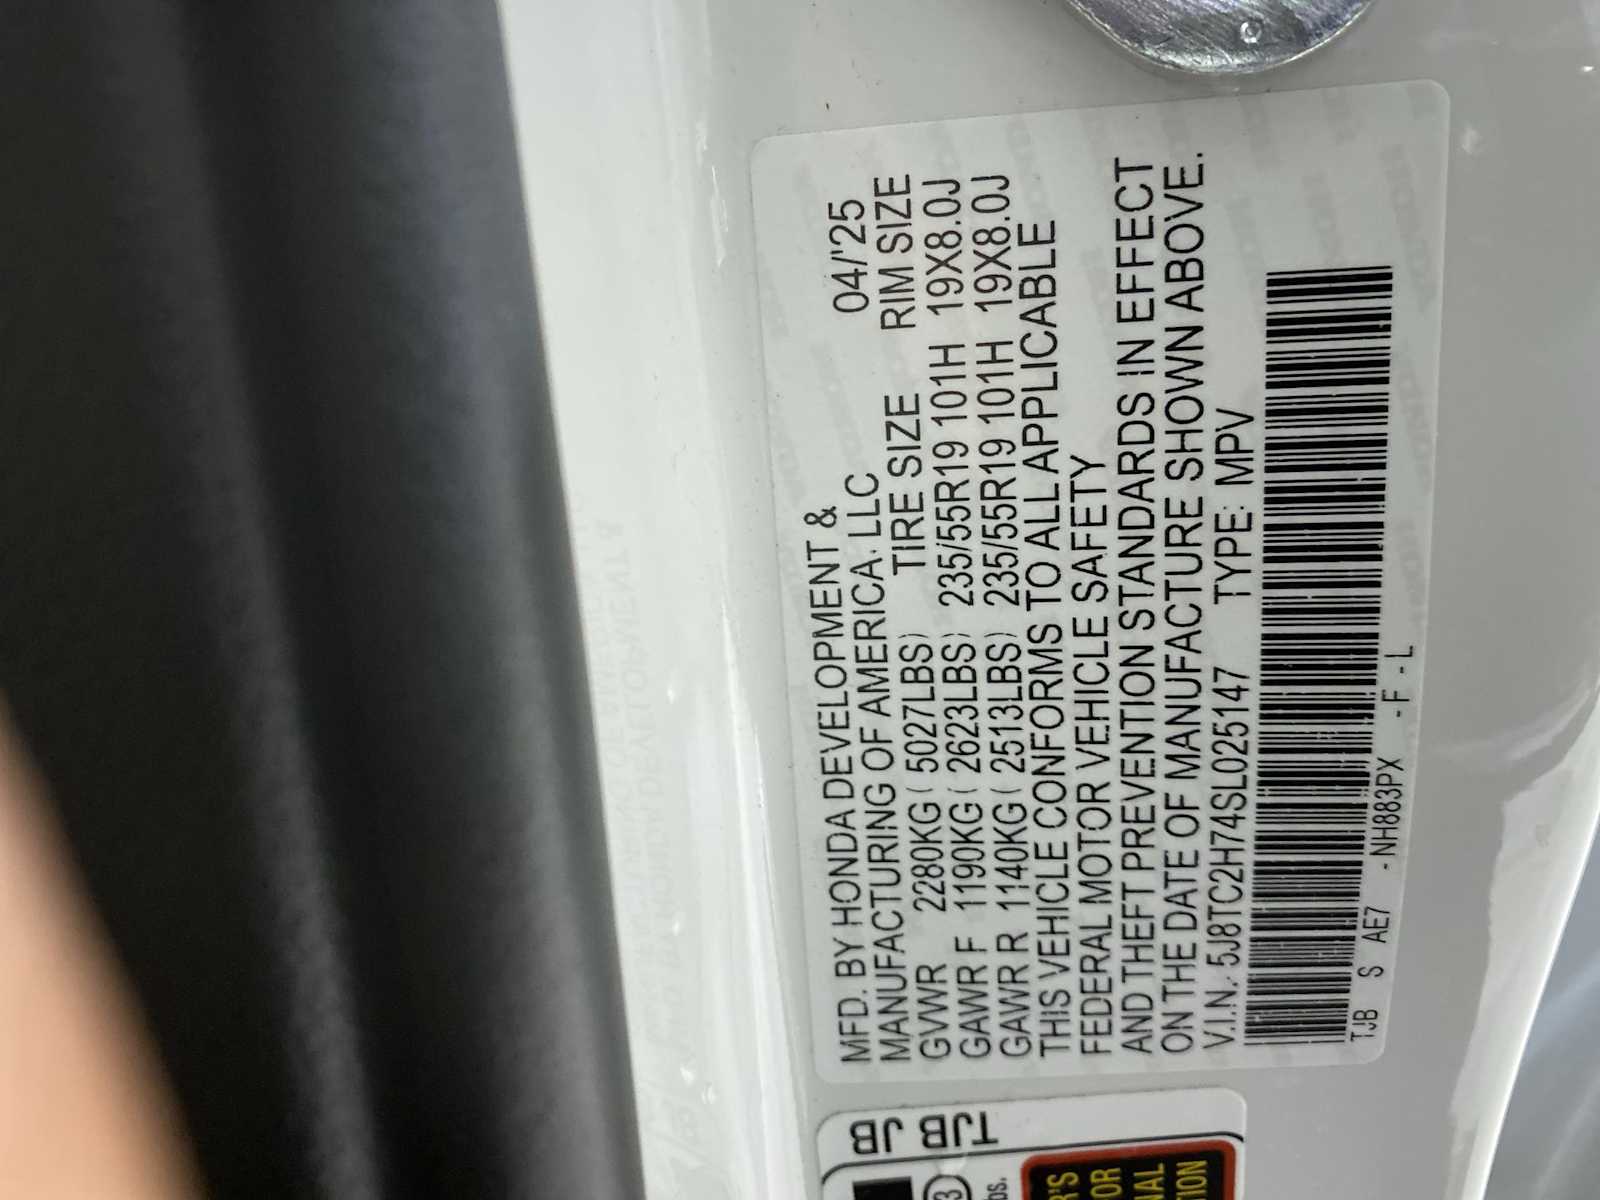 MFD. BY HONDA DEVELOPMENT &
MANUFACTURING OF AMERICA. LLC 04/'25
TIRE SIZE RIM SIZE
GVWR 2280KG ( 5027LBS) 235/55R19 101H 19X8.0J
GAWR F 1190KG ( 2623LBS) 235/55R19 101H 19X8.0J
GAWR R 1140KG ( 2513LBS)
THIS VEHICLE CONFORMS TO ALL APPLICABLE
FEDERAL MOTOR VEHICLE SAFETY
AND THEFT PREVENTION STANDARDS IN EFFECT
ON THE DATE OF MANUFACTURE SHOWN ABOVE.
V.I.N.: 5J8TC2H74SL025147 TYPE: MPV
TJB S AE7 - NH883PX - F - L
TJB JB
TJB